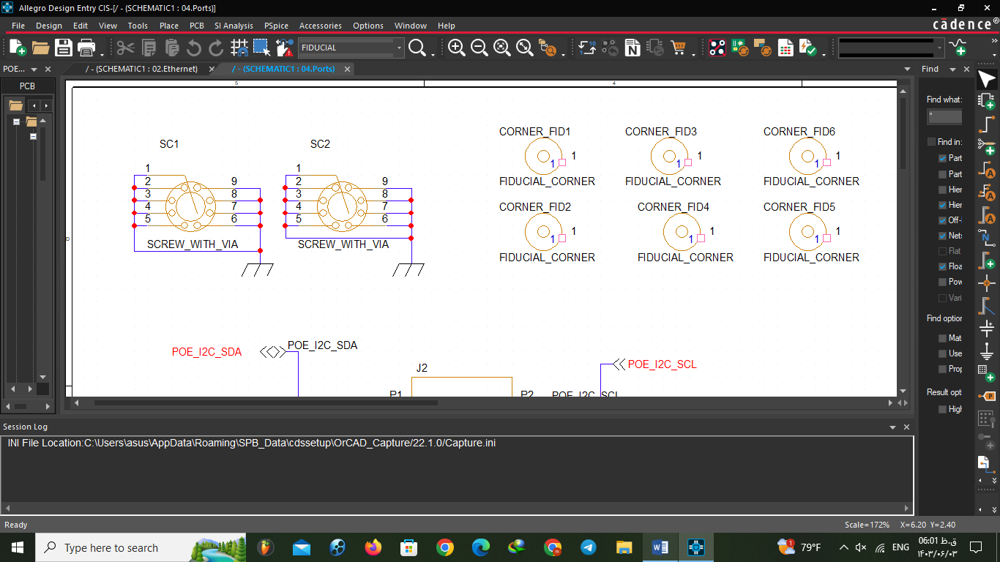 Allegro Design Entry CIS-[/ - (SCHEMATIC1 : 04.Ports)]
File Design Edit View Tools Place PCB SI Analysis PSpice Accessories Options Window Help
cādence®
FIDUCIAL
POE...
/ - (SCHEMATIC1 : 02.Ethernet)
/ - (SCHEMATIC1 : 04.Ports)
Find
PCB
5 4
D
SC1
1
2
3
4
5
9
8
7
6
SCREW_WITH_VIA
SC2
1
2
3
4
5
9
8
7
6
SCREW_WITH_VIA
CORNER_FID1
1 1
FIDUCIAL_CORNER
CORNER_FID3
1 1
FIDUCIAL_CORNER
CORNER_FID6
1 1
FIDUCIAL_CORNER
CORNER_FID2
1 1
FIDUCIAL_CORNER
CORNER_FID4
1 1
FIDUCIAL_CORNER
CORNER_FID5
1 1
FIDUCIAL_CORNER
POE_I2C_SDA POE_I2C_SDA
J2
POE_I2C_SCL
P1 P2 POE_I2C_SCL
Find what:
*
Find in:
Part
Part
Hier
Hier
Off-
Nets
Flat
Floa
Pow
Vari
Find option
Mat
Use
Prop
Result opt
High
Session Log
INI File Location:C:\Users\asus\AppData\Roaming\SPB_Data\cdssetup\OrCAD_Capture/22.1.0/Capture.ini
Ready
Scale=172% X=6.20 Y=2.40
Type here to search
79°F
ENG
06:01 ق.ظ
۱۴۰۳/۰۶/۰۳